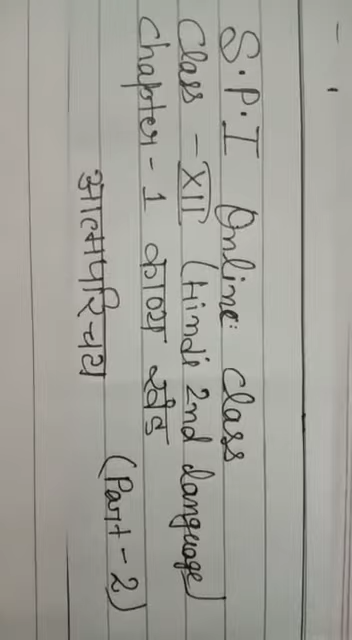 S.P.I Online: Class
Class - XII (Hindi 2nd Language)
Chapter - 1 काव्य खंड
आत्मपरिचय
(Part - 2)